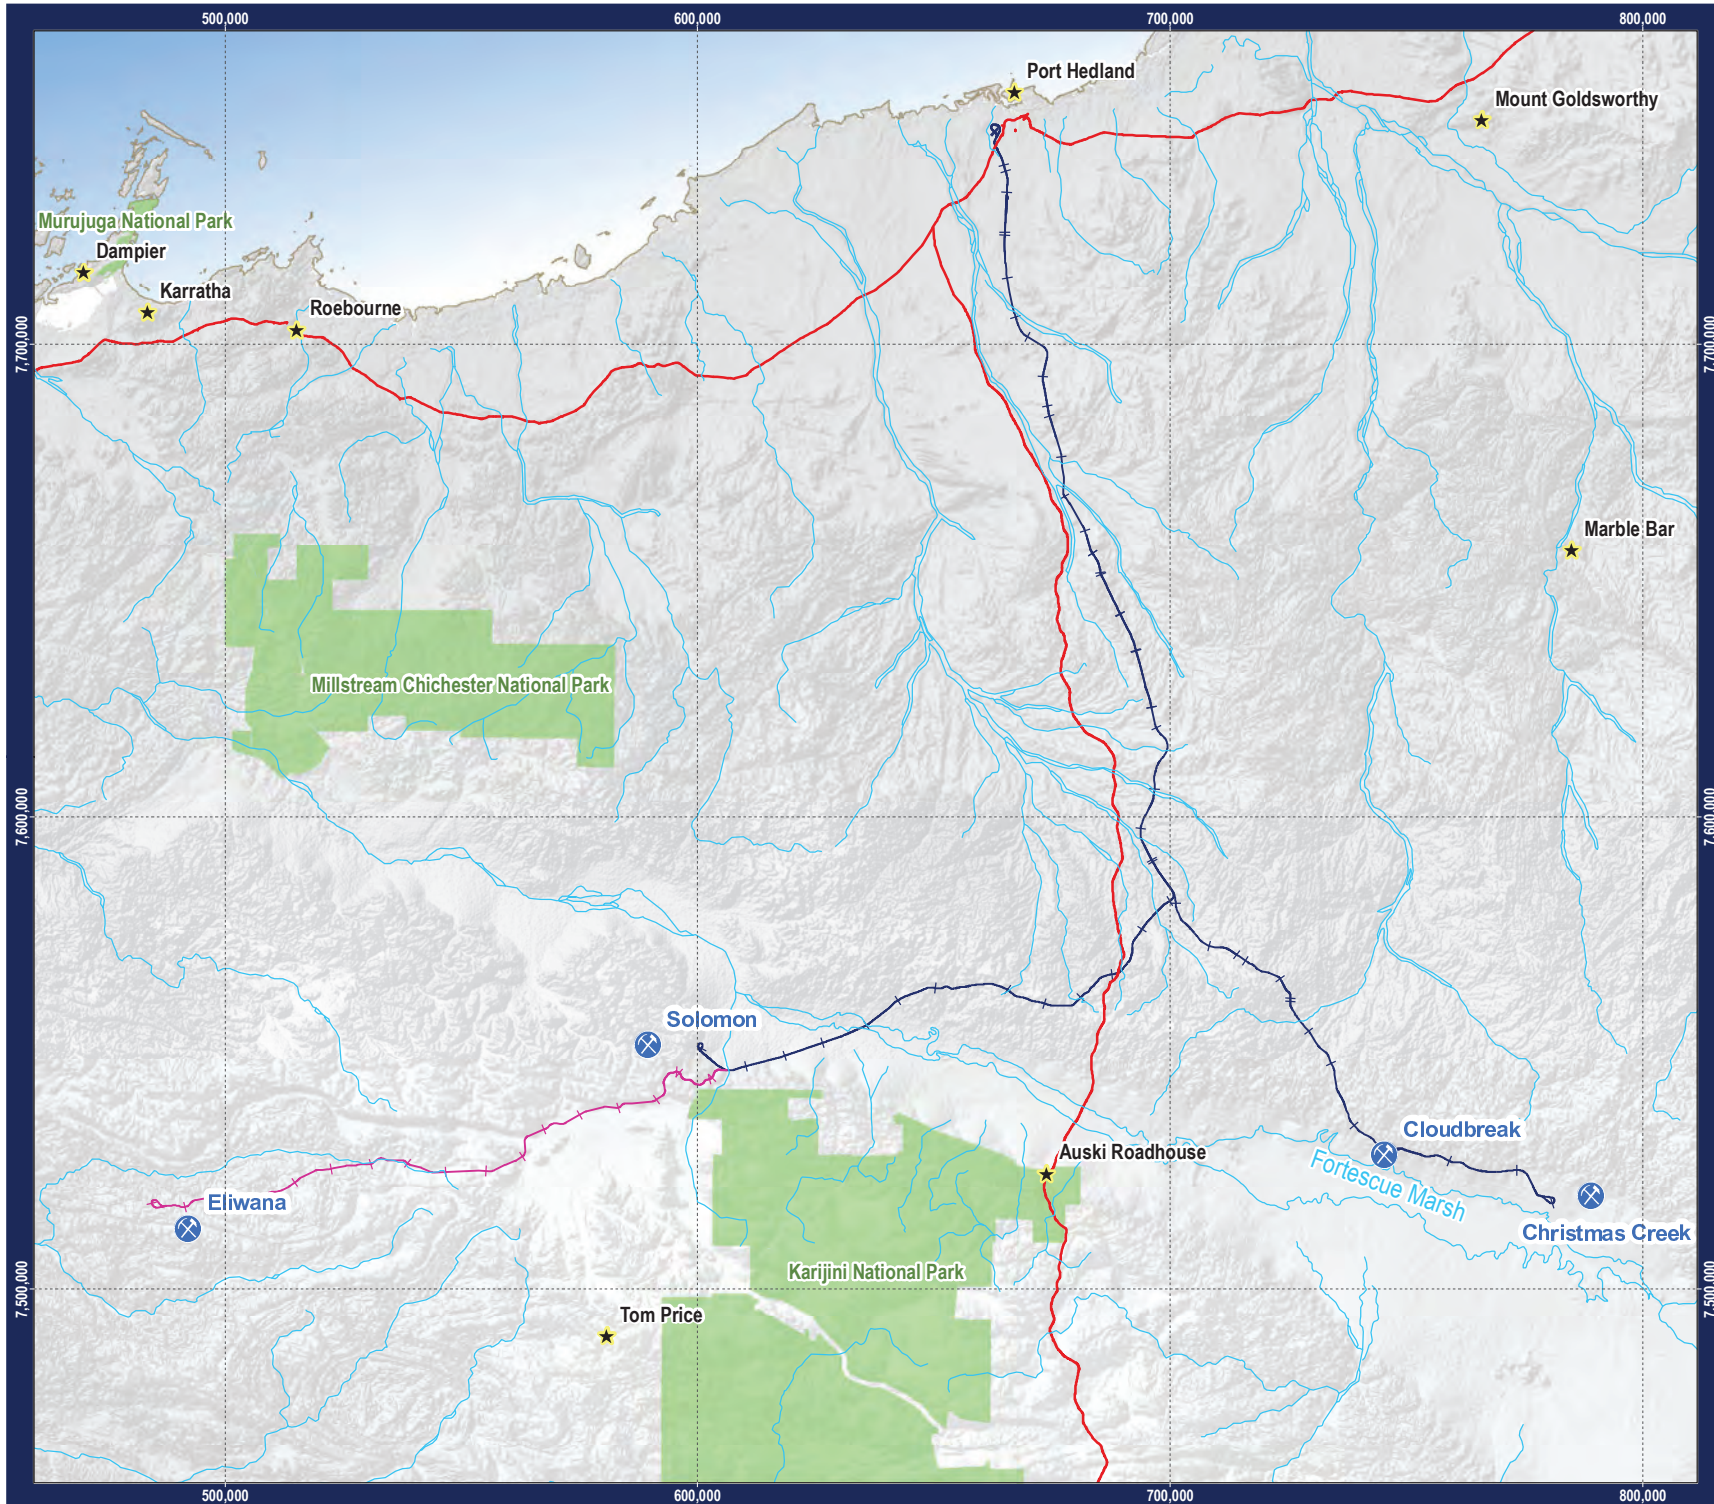 500,000
600,000
700,000
800,000
Port Hedland
Mount Goldsworthy
Murujuga National Park
Dampier
Karratha
Roebourne
7,700,000
7,700,000
Marble Bar
Millstream Chichester National Park
7,600,000
7,600,000
Solomon
Cloudbreak
Auski Roadhouse
Fortescue Marsh
Eliwana
Christmas Creek
Karijini National Park
7,500,000
7,500,000
Tom Price
500,000
600,000
700,000
800,000